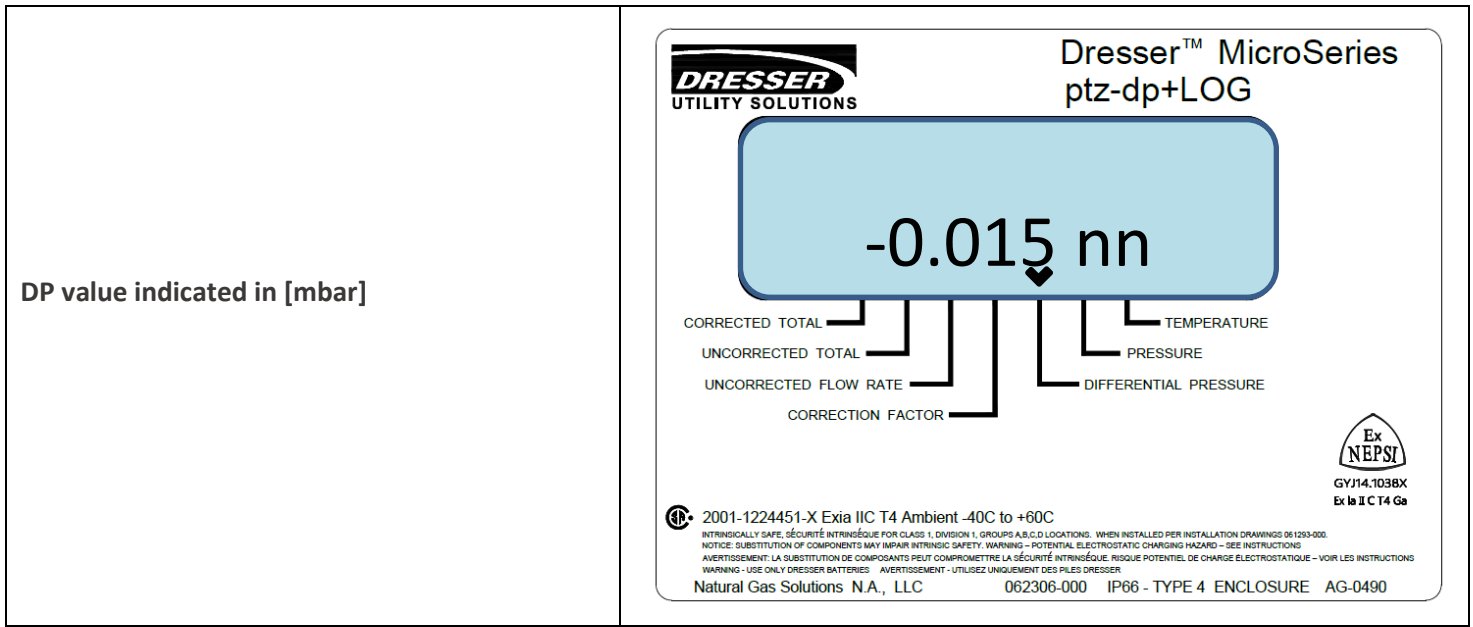 DP value indicated in [mbar]
DRESSER
UTILITY SOLUTIONS
Dresser™ MicroSeries
ptz-dp+LOG
-0.015 nn
CORRECTED TOTAL
UNCORRECTED TOTAL
UNCORRECTED FLOW RATE
CORRECTION FACTOR
TEMPERATURE
PRESSURE
DIFFERENTIAL PRESSURE
Ex
NEPSI
GYJ14.1038X
Ex Ia II C T4 Ga
2001-1224451-X Exia IIC T4 Ambient -40C to +60C
INTRINSICALLY SAFE, SÉCURITÉ INTRINSÉQUE FOR CLASS 1, DIVISION 1, GROUPS A,B,C,D LOCATIONS. WHEN INSTALLED PER INSTALLATION DRAWINGS 061293-000.
NOTICE: SUBSTITUTION OF COMPONENTS MAY IMPAIR INTRINSIC SAFETY. WARNING – POTENTIAL ELECTROSTATIC CHARGING HAZARD – SEE INSTRUCTIONS
AVERTISSEMENT: LA SUBSTITUTION DE COMPOSANTS PEUT COMPROMETTRE LA SÉCURITÉ INTRINSÉQUE. RISQUE POTENTIEL DE CHARGE ÉLECTROSTATIQUE – VOIR LES INSTRUCTIONS
WARNING - USE ONLY DRESSER BATTERIES AVERTISSEMENT - UTILISEZ UNIQUEMENT DES PILES DRESSER
Natural Gas Solutions N.A., LLC 062306-000 IP66 - TYPE 4 ENCLOSURE AG-0490